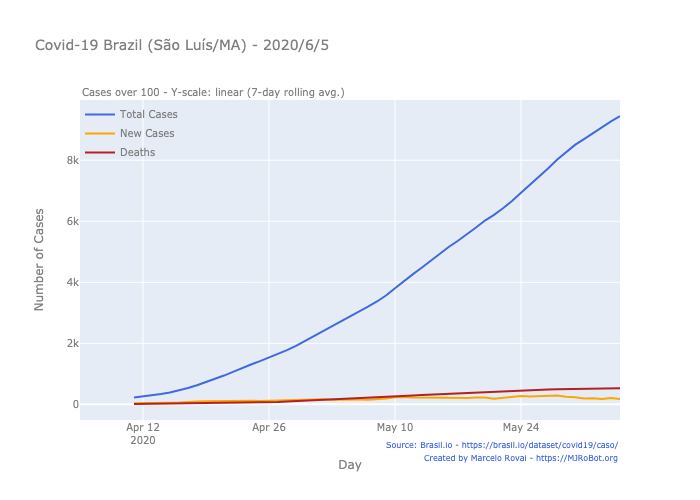 Covid-19 Brazil (São Luís/MA) - 2020/6/5
Cases over 100 - Y-scale: linear (7-day rolling avg.)
Total Cases
New Cases
Deaths
8k
6k
4k
2k
0
Number of Cases
Apr 12
2020
Apr 26
May 10
May 24
Day
Source: Brasil.io - https://brasil.io/dataset/covid19/caso/
Created by Marcelo Rovai - https://MJRoBot.org